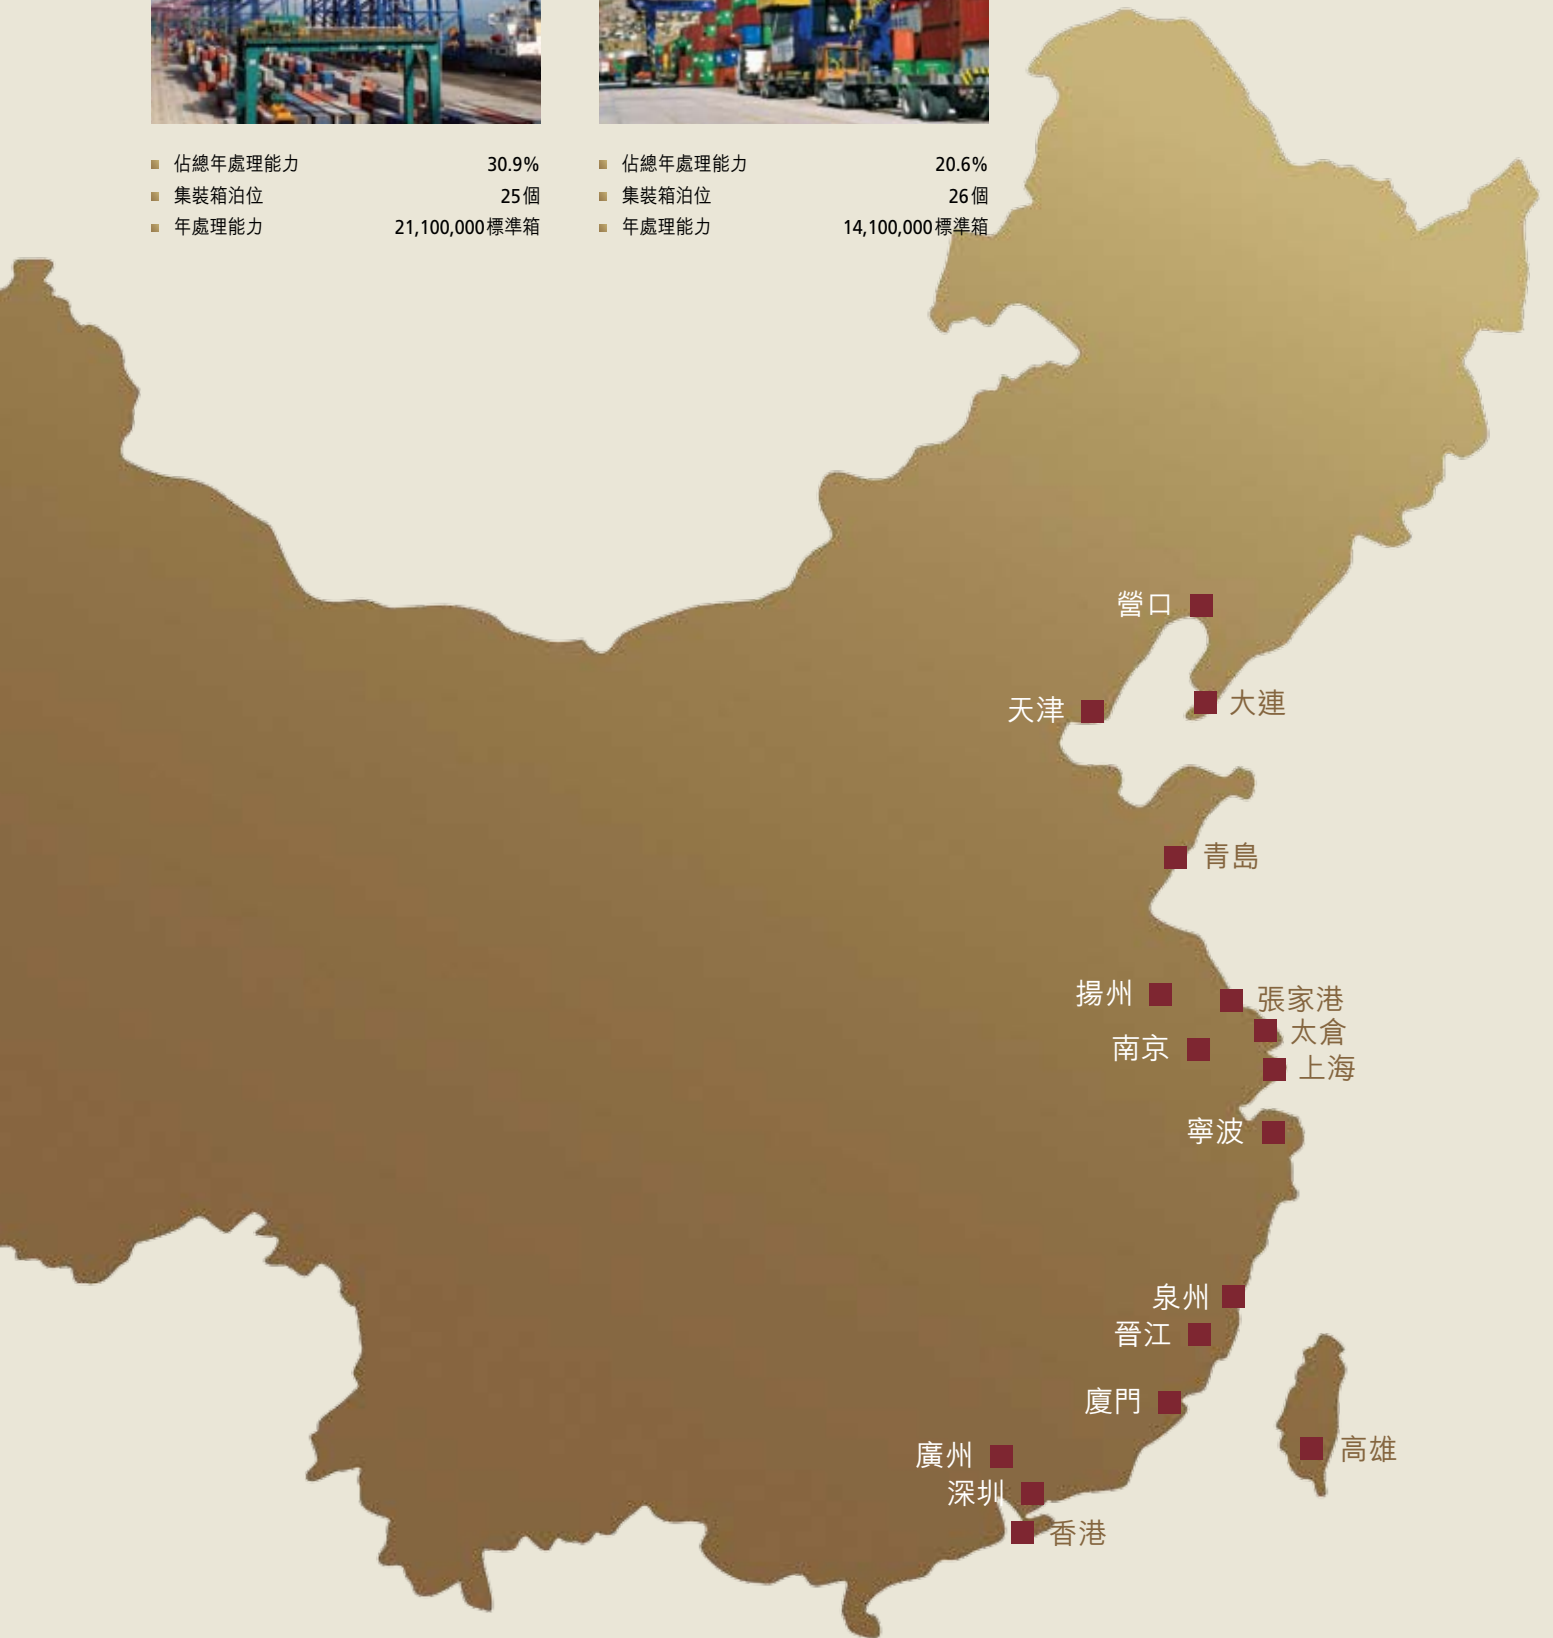 佔總年處理能力 30.9%
集裝箱泊位 25個
年處理能力 21,100,000標準箱
佔總年處理能力 20.6%
集裝箱泊位 26個
年處理能力 14,100,000標準箱
營口
天津
大連
青島
揚州
張家港
太倉
南京
上海
寧波
泉州
晉江
廈門
廣州
高雄
深圳
香港